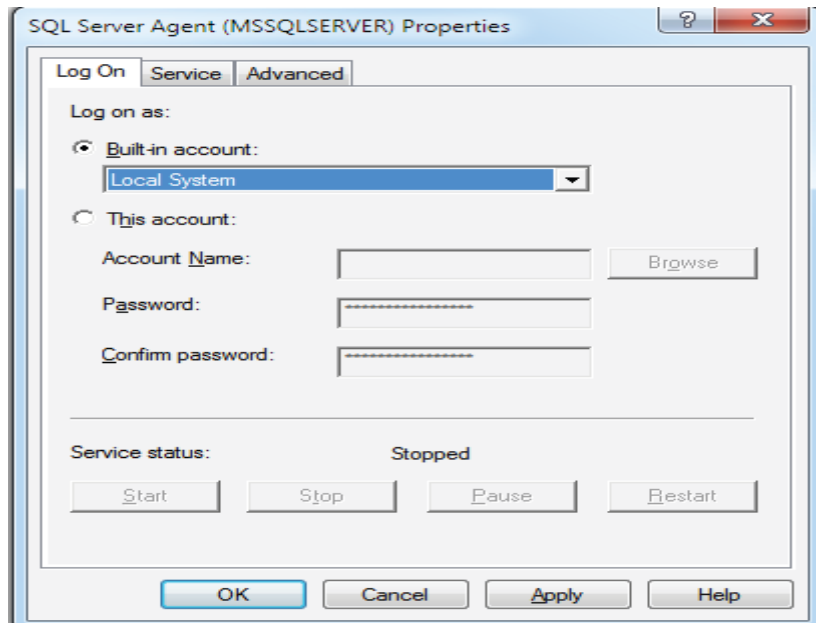 SQL Server Agent (MSSQLSERVER) Properties ? x
Log On Service Advanced
Log on as:
Built-in account:
Local System
This account:
Account Name: Browse
Password: ****************
Confirm password: ****************
Service status: Stopped
Start Stop Pause Restart
OK Cancel Apply Help